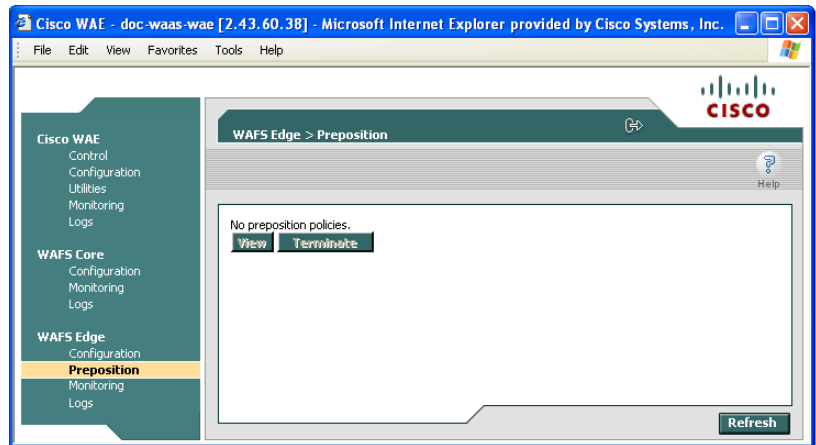 Cisco WAE - doc-waas-wae [2.43.60.38] - Microsoft Internet Explorer provided by Cisco Systems, Inc.
File Edit View Favorites Tools Help
CISCO
WAFS Edge > Preposition
Help
Cisco WAE
Control
Configuration
Utilities
Monitoring
Logs
WAFS Core
Configuration
Monitoring
Logs
WAFS Edge
Configuration
Preposition
Monitoring
Logs
No preposition policies.
View Terminate
Refresh